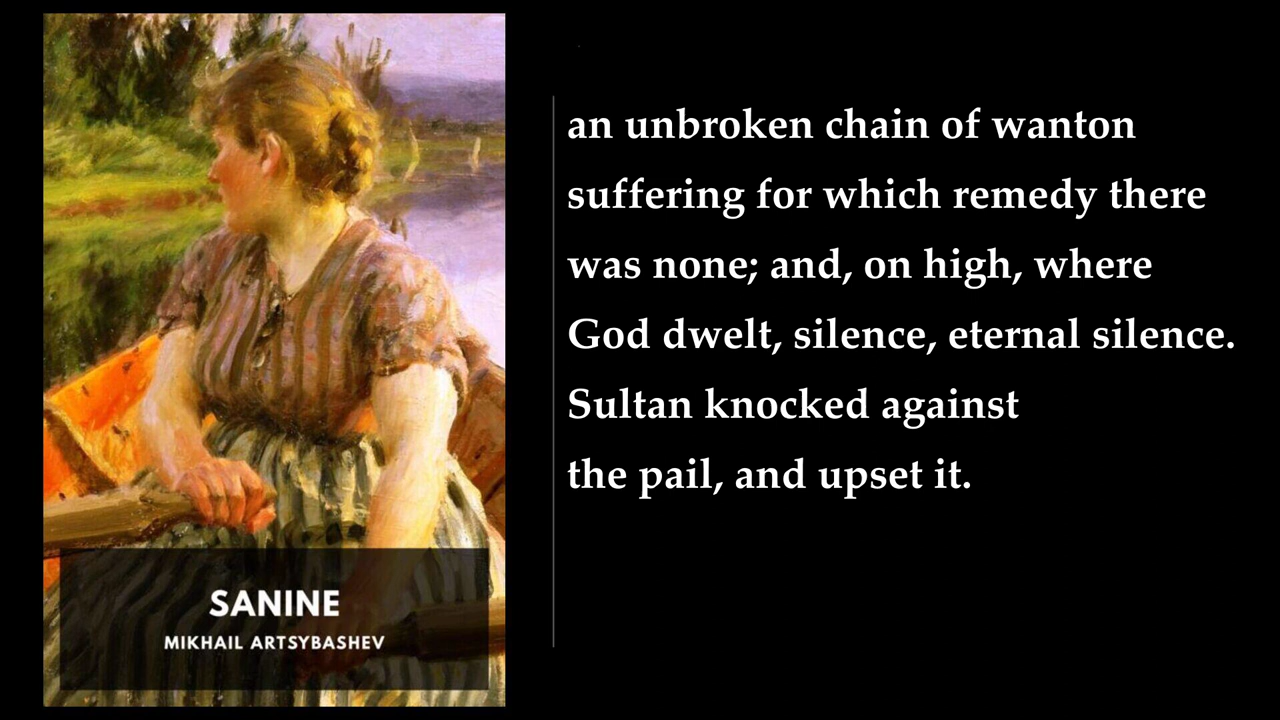 an unbroken chain of wanton
suffering for which remedy there
was none; and, on high, where
God dwelt, silence, eternal silence.
Sultan knocked against
the pail, and upset it.
SANINE
MIKHAIL ARTSYBASHEV